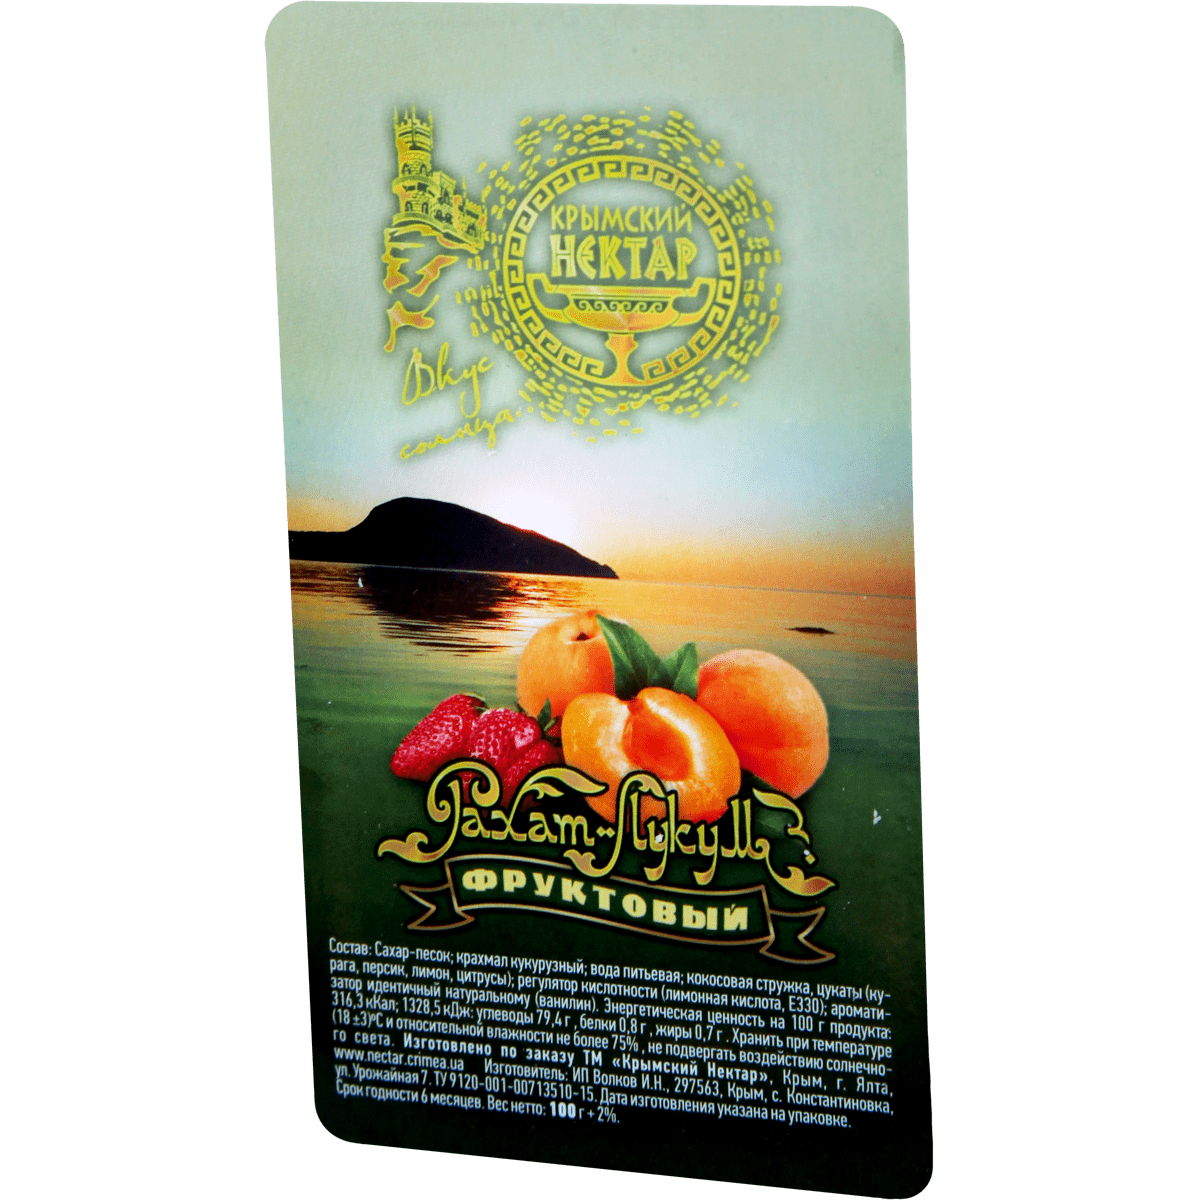 КРЫМСКИЙ
НЕКТАР
Вкус
солнца
Рахат-Лукум
ФРУКТОВЫЙ
Состав: Сахар-песок; крахмал кукурузный; вода питьевая; кокосовая стружка, цукаты (ку-
рага, персик, лимон, цитрусы); регулятор кислотности (лимонная кислота, Е330); аромати-
затор идентичный натуральному (ванилин). Энергетическая ценность на 100 г продукта:
316,3 кКал; 1328,5 кДж: углеводы 79,4 г , белки 0,8 г , жиры 0,7 г . Хранить при температуре
(18 ±3)ºС и относительной влажности не более 75% , не подвергать воздействию солнечно-
го света. Изготовлено по заказу ТМ «Крымский Нектар», Крым, г. Ялта,
www.nectar.crimea.ua Изготовитель: ИП Волков И.Н., 297563, Крым, с. Константиновка,
ул. Урожайная 7. ТУ 9120-001-00713510-15. Дата изготовления указана на упаковке.
Срок годности 6 месяцев. Вес нетто: 100 г + 2%.